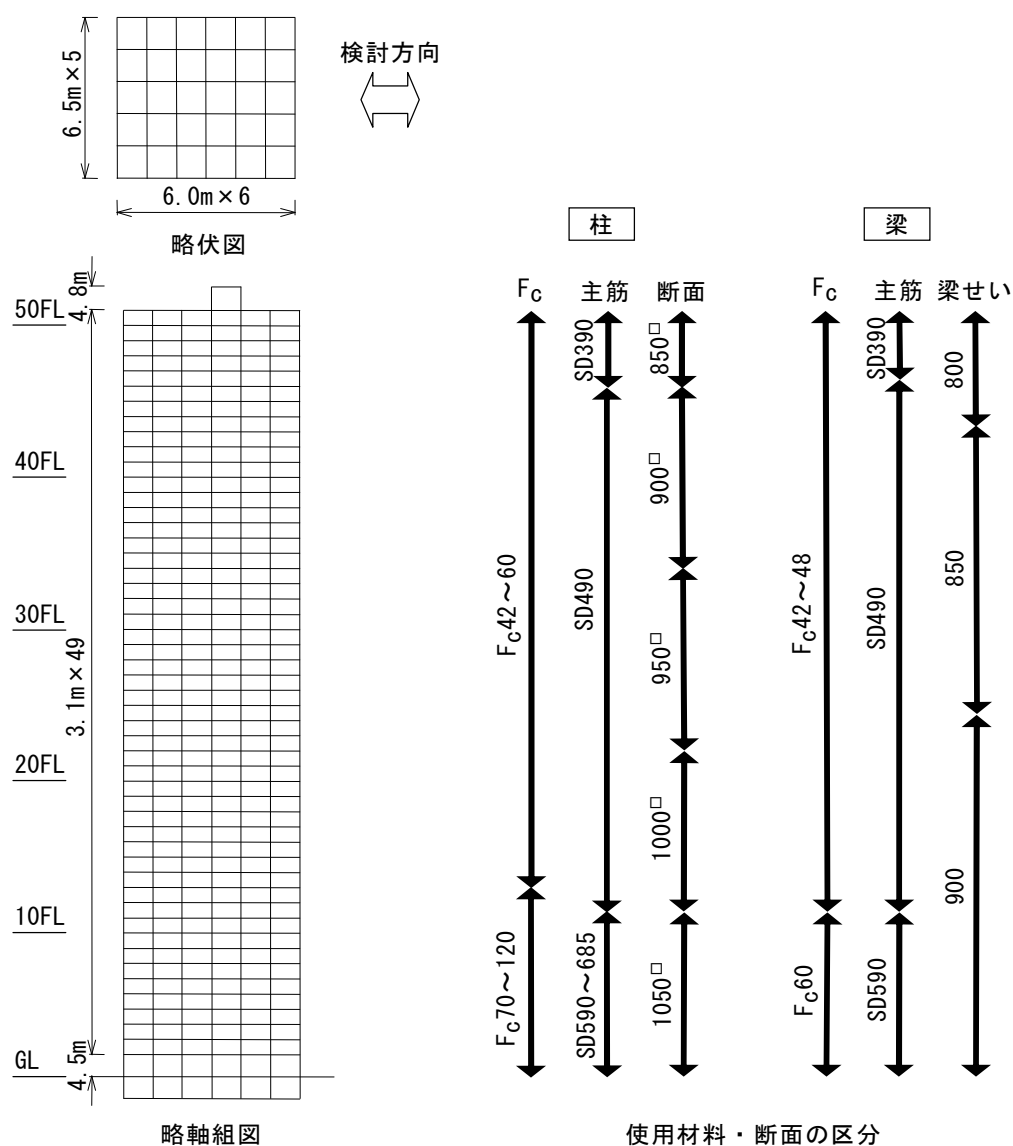 検討方向
6.5m×5
6.0m×6
略伏図
4.8m
50FL
40FL
30FL
3.1m×49
20FL
10FL
GL
4.5m
略軸組図
柱
Fc 主筋 断面
Fc42～60
Fc70～120
SD390
SD490
SD590～685
850□
900□
950□
1000□
1050□
梁
Fc 主筋 梁せい
Fc42～48
Fc60
SD390
SD490
SD590
800
850
900
使用材料・断面の区分